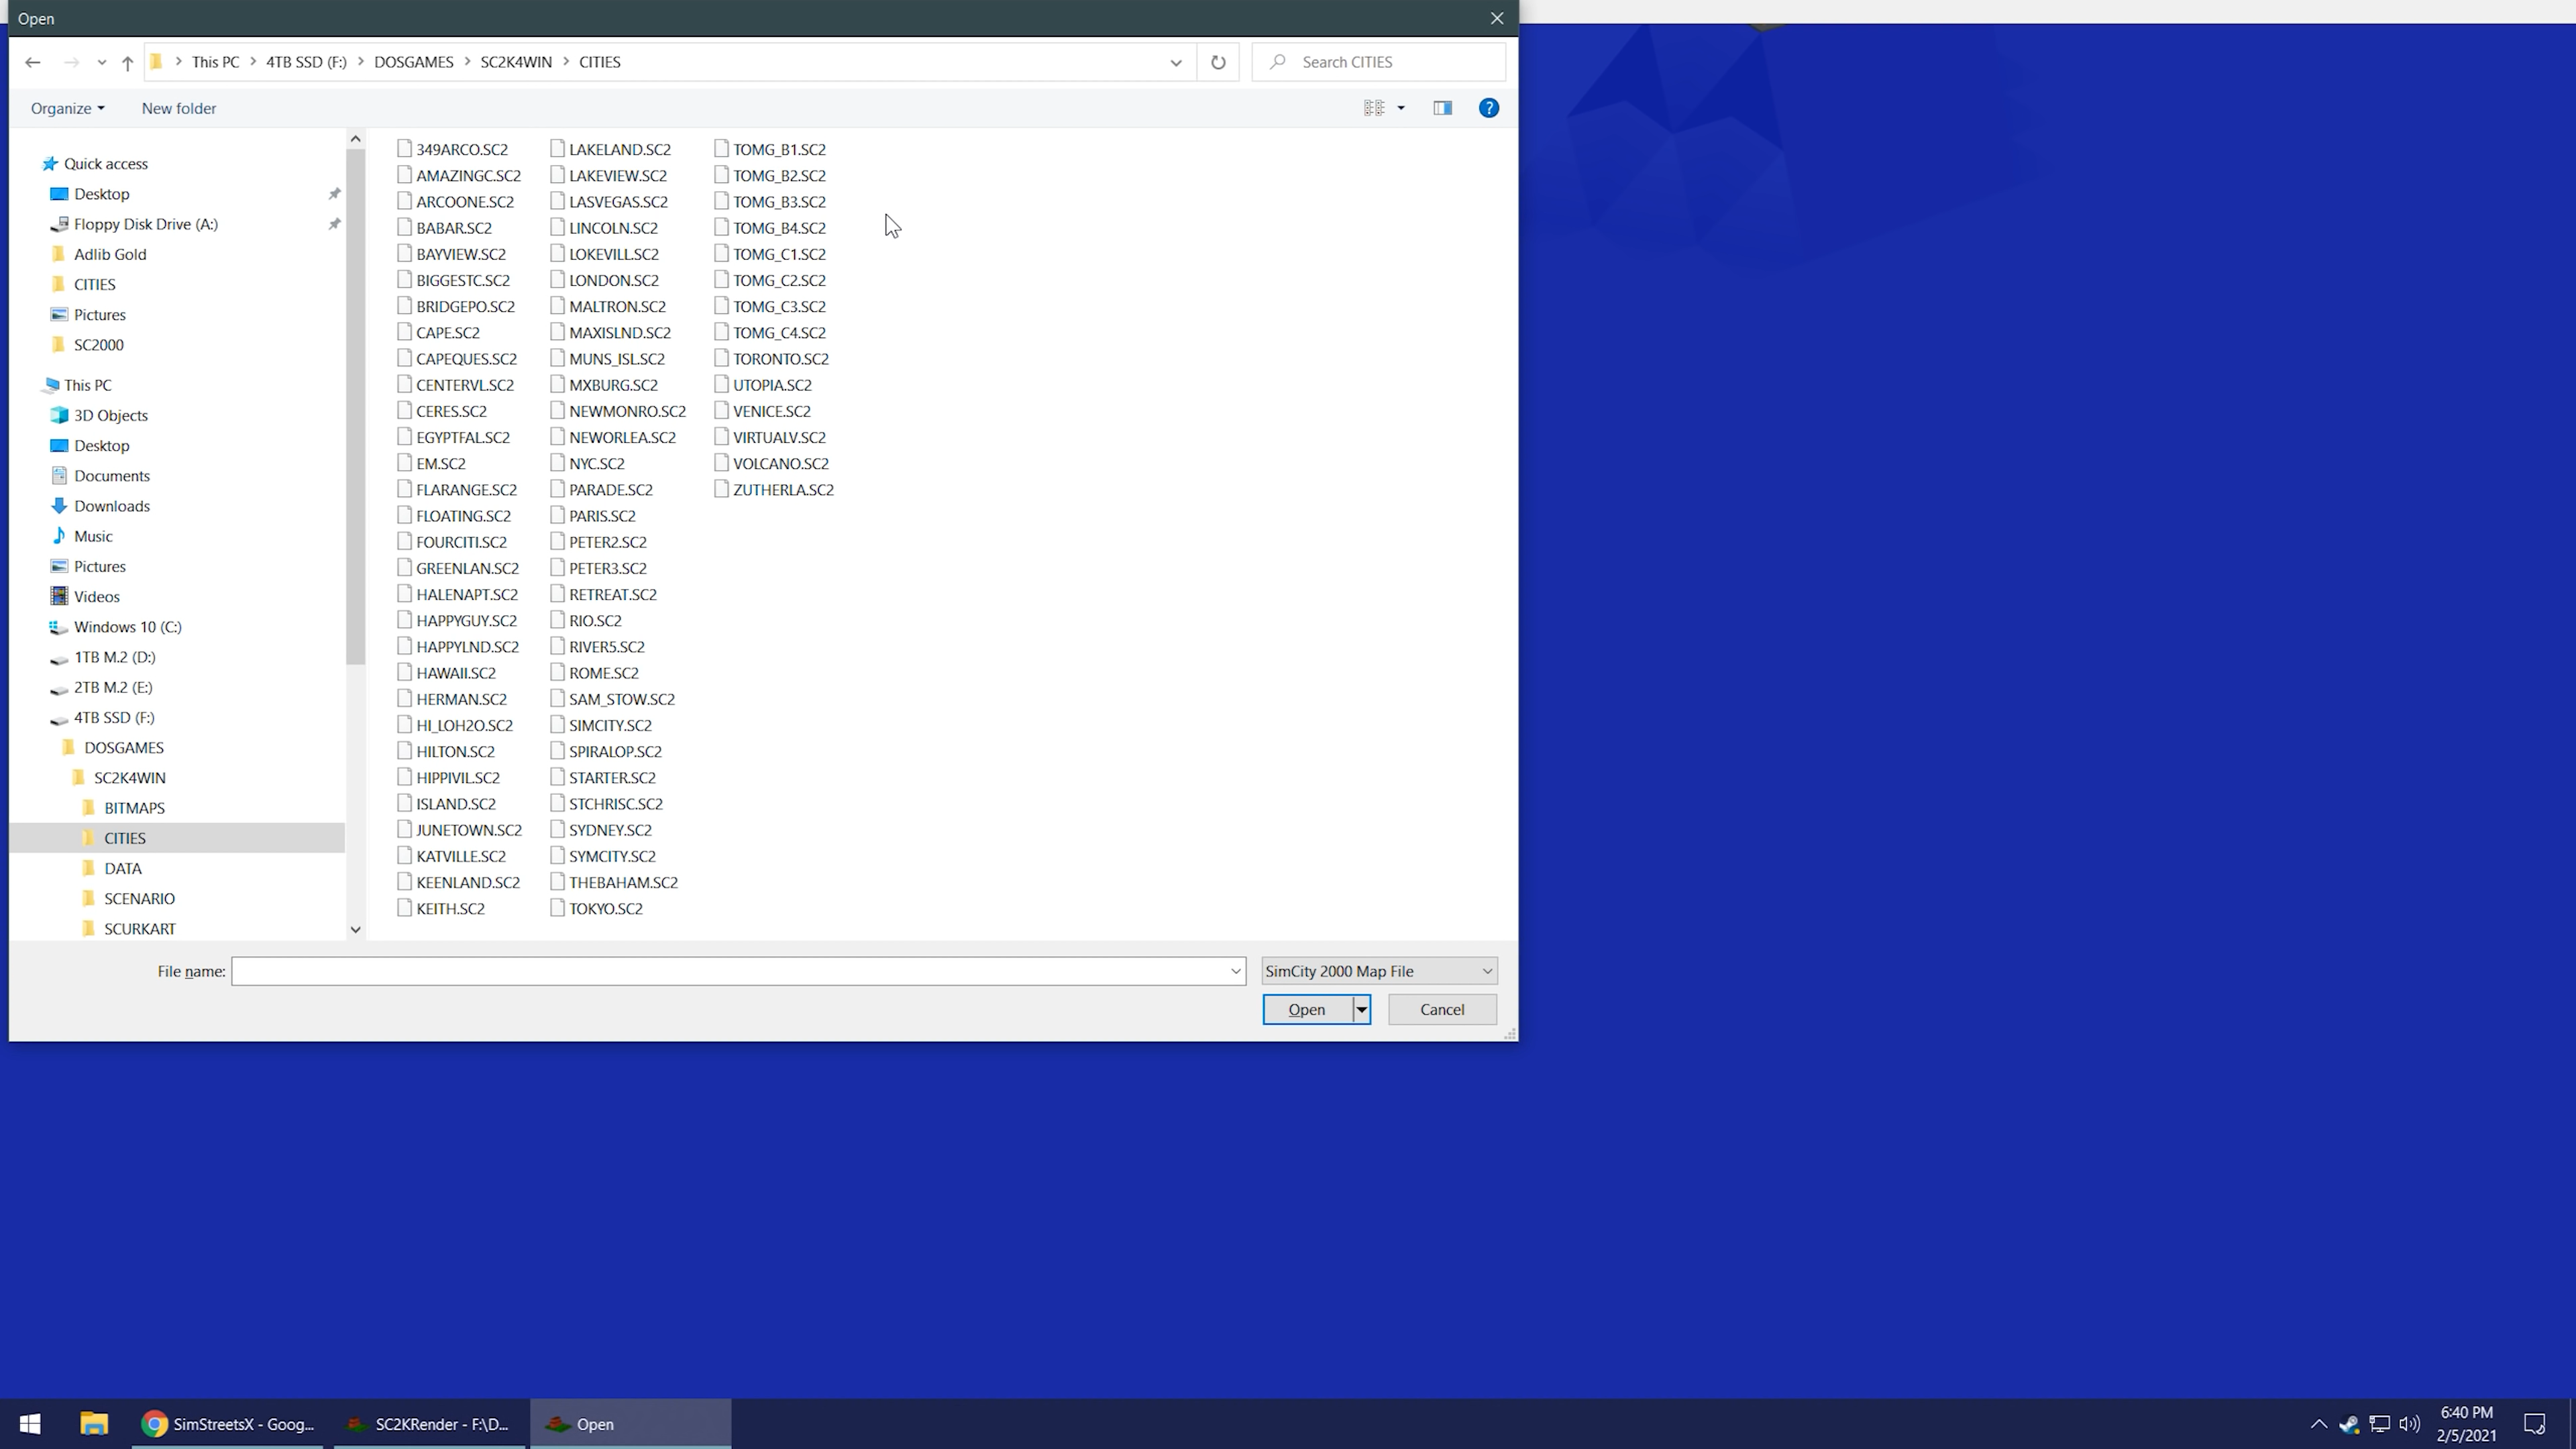 Open
This PC > 4TB SSD (F:) > DOSGAMES > SC2K4WIN > CITIES
Search CITIES
Organize
New folder
?
Quick access
Desktop
Floppy Disk Drive (A:)
Adlib Gold
CITIES
Pictures
SC2000
This PC
3D Objects
Desktop
Documents
Downloads
Music
Pictures
Videos
Windows 10 (C:)
1TB M.2 (D:)
2TB M.2 (E:)
4TB SSD (F:)
DOSGAMES
SC2K4WIN
BITMAPS
CITIES
DATA
SCENARIO
SCURKART
349ARCO.SC2
AMAZINGC.SC2
ARCOONE.SC2
BABAR.SC2
BAYVIEW.SC2
BIGGESTC.SC2
BRIDGEPO.SC2
CAPE.SC2
CAPEQUES.SC2
CENTERVL.SC2
CERES.SC2
EGYPTFAL.SC2
EM.SC2
FLARANGE.SC2
FLOATING.SC2
FOURCITI.SC2
GREENLAN.SC2
HALENAPT.SC2
HAPPYGUY.SC2
HAPPYLND.SC2
HAWAII.SC2
HERMAN.SC2
HI_LOH2O.SC2
HILTON.SC2
HIPPIVIL.SC2
ISLAND.SC2
JUNETOWN.SC2
KATVILLE.SC2
KEENLAND.SC2
KEITH.SC2
LAKELAND.SC2
LAKEVIEW.SC2
LASVEGAS.SC2
LINCOLN.SC2
LOKEVILL.SC2
LONDON.SC2
MALTRON.SC2
MAXISLND.SC2
MUNS_ISL.SC2
MXBURG.SC2
NEWMONRO.SC2
NEWORLEA.SC2
NYC.SC2
PARADE.SC2
PARIS.SC2
PETER2.SC2
PETER3.SC2
RETREAT.SC2
RIO.SC2
RIVER5.SC2
ROME.SC2
SAM_STOW.SC2
SIMCITY.SC2
SPIRALOP.SC2
STARTER.SC2
STCHRISC.SC2
SYDNEY.SC2
SYMCITY.SC2
THEBAHAM.SC2
TOKYO.SC2
TOMG_B1.SC2
TOMG_B2.SC2
TOMG_B3.SC2
TOMG_B4.SC2
TOMG_C1.SC2
TOMG_C2.SC2
TOMG_C3.SC2
TOMG_C4.SC2
TORONTO.SC2
UTOPIA.SC2
VENICE.SC2
VIRTUALV.SC2
VOLCANO.SC2
ZUTHERLA.SC2
File name:
SimCity 2000 Map File
Open
Cancel
SimStreetsX - Goog...
SC2KRender - F:\D...
Open
6:40 PM
2/5/2021